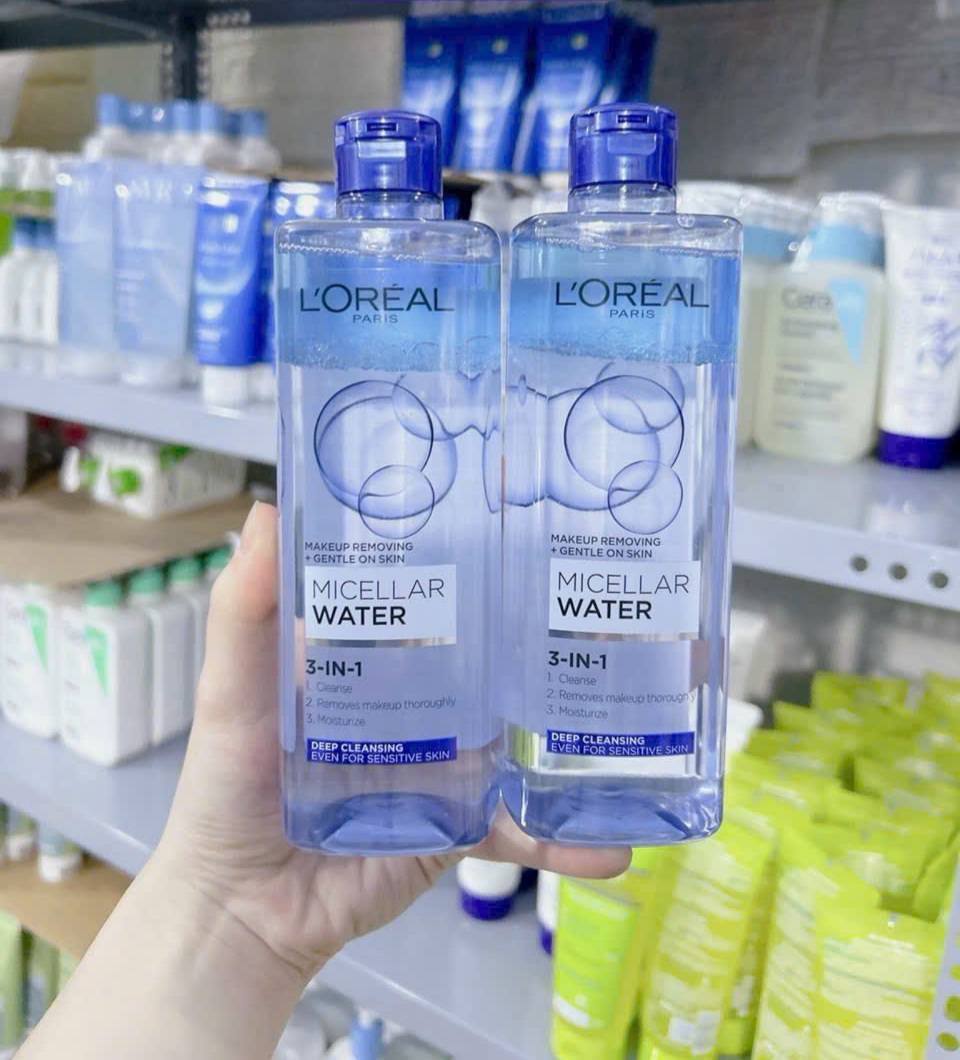 L'ORÉAL
PARIS
MAKEUP REMOVING
+ GENTLE ON SKIN
MICELLAR
WATER
3-IN-1
1. Cleanse
2. Removes makeup thoroughly
3. Moisturize
DEEP CLEANSING
EVEN FOR SENSITIVE SKIN
L'ORÉAL
PARIS
MAKEUP REMOVING
+ GENTLE ON SKIN
MICELLAR
WATER
3-IN-1
1. Cleanse
2. Removes makeup thoroughly
3. Moisturize
DEEP CLEANSING
EVEN FOR SENSITIVE SKIN
Cera